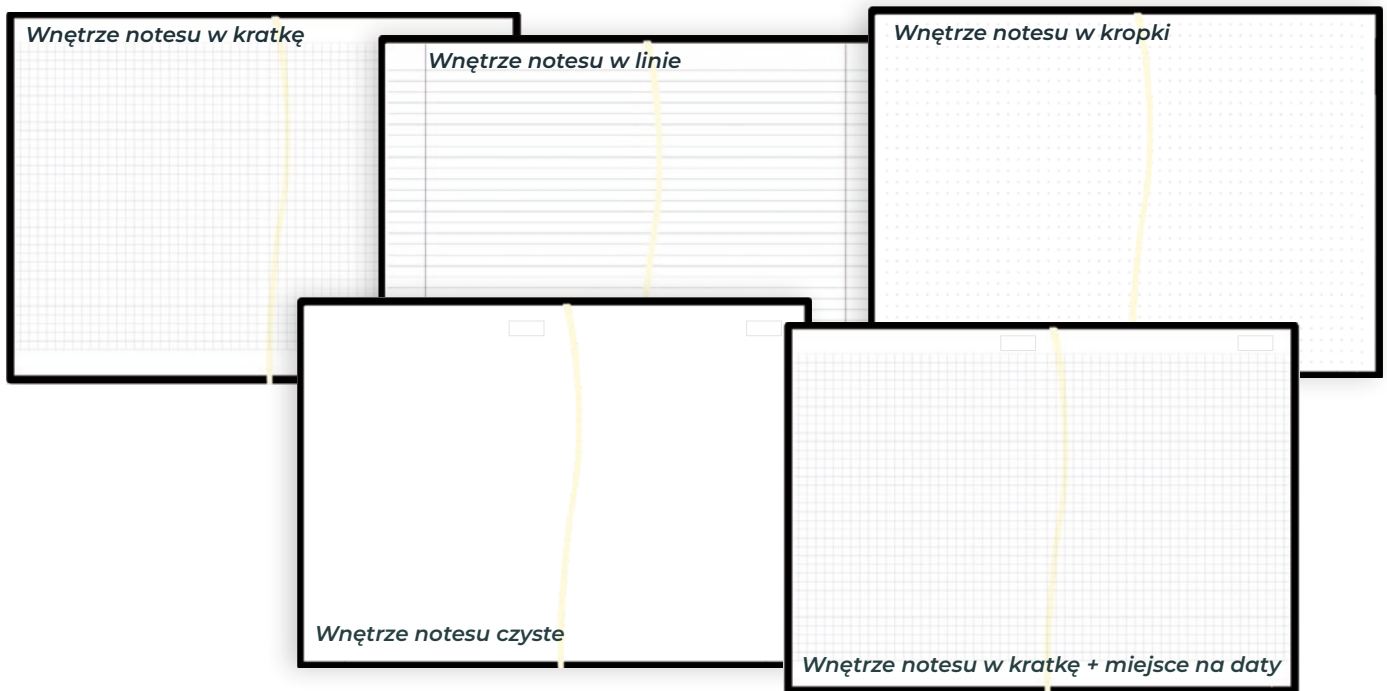 Wnętrze notesu w kratkę
Wnętrze notesu w linie
Wnętrze notesu w kropki
Wnętrze notesu czyste
Wnętrze notesu w kratkę + miejsce na daty